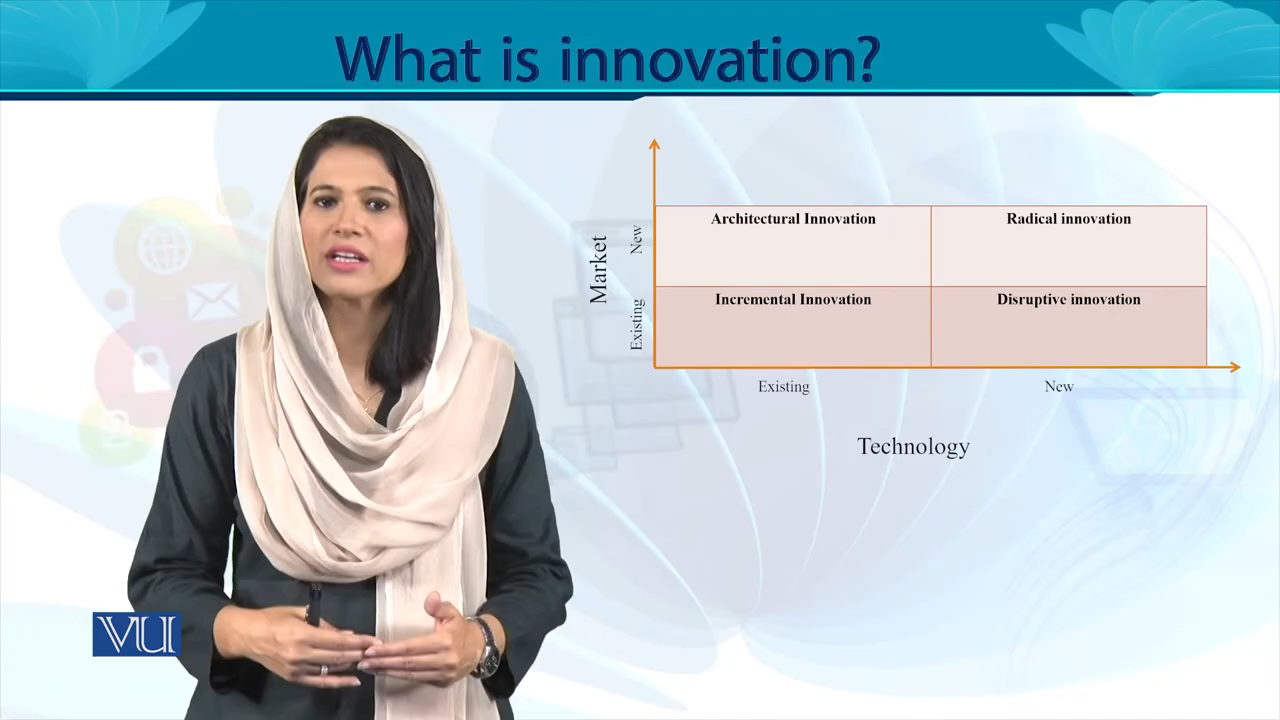 What is innovation?
Market
New
Existing
Architectural Innovation
Radical innovation
Incremental Innovation
Disruptive innovation
Existing
New
Technology
VU